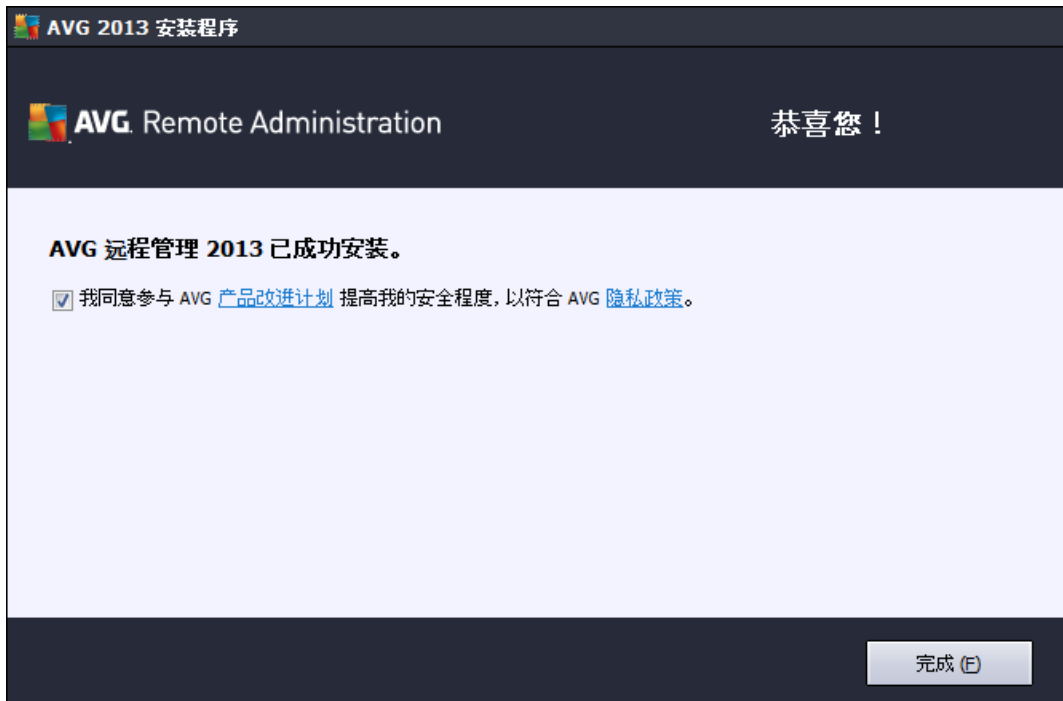 AVG 2013 安装程序
AVG. Remote Administration
恭喜您！
AVG 远程管理 2013 已成功安装。
我同意参与 AVG 产品改进计划 提高我的安全程度, 以符合 AVG 隐私政策。
完成 (F)